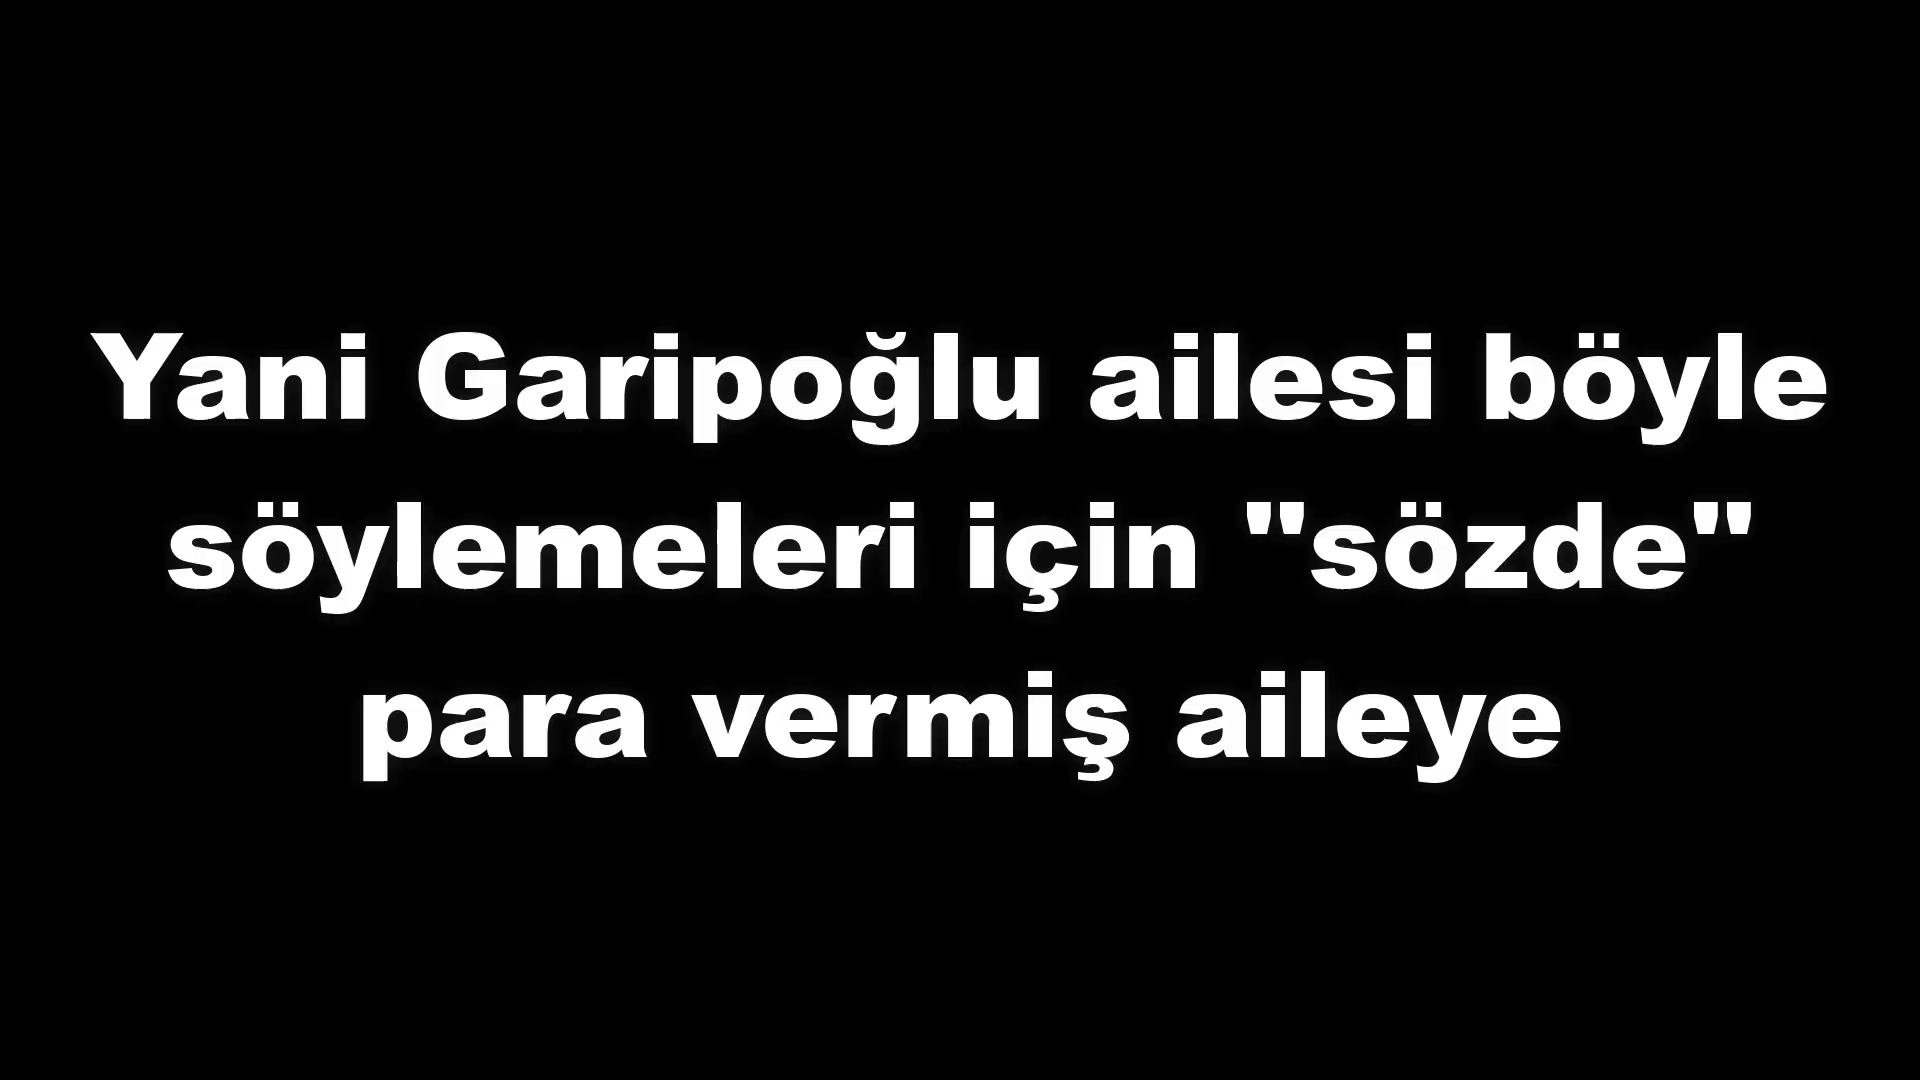 Yani Garipoğlu ailesi böyle
söylemeleri için "sözde"
para vermiş aileye